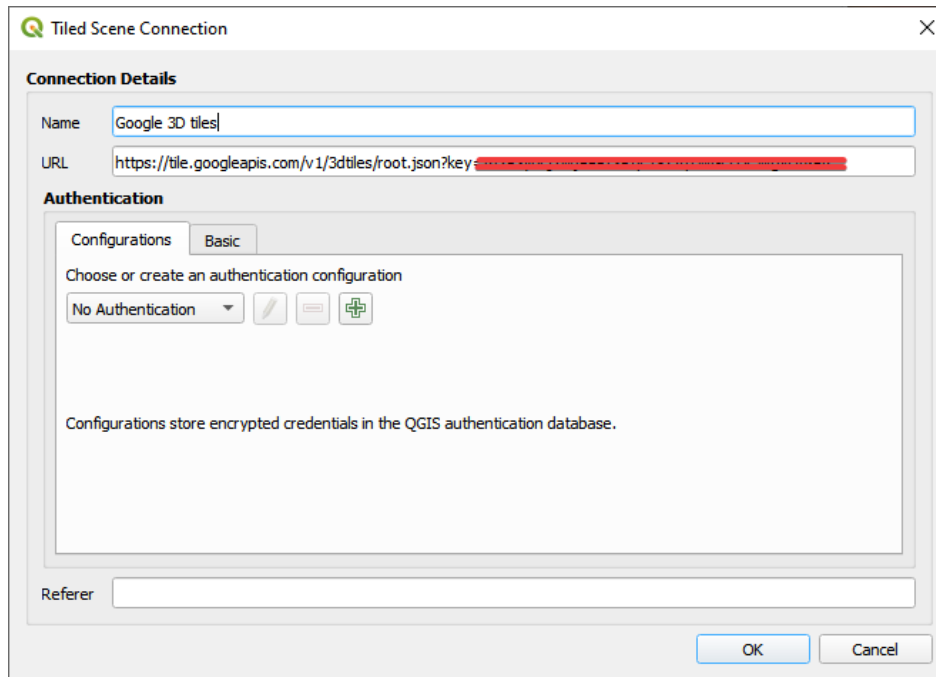 Tiled Scene Connection
Connection Details
Name Google 3D tiles
URL https://tile.googleapis.com/v1/3dtiles/root.json?key=
Authentication
Configurations Basic
Choose or create an authentication configuration
No Authentication
Configurations store encrypted credentials in the QGIS authentication database.
Referer
OK Cancel